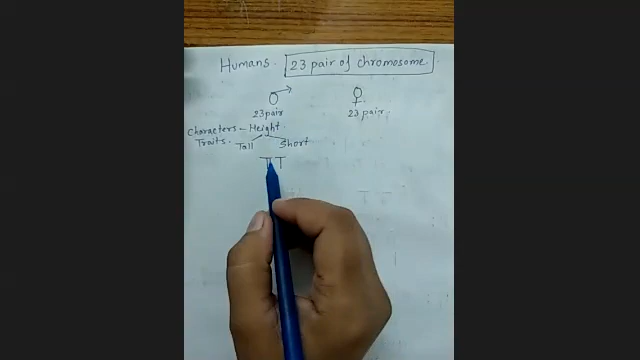 Humans. 23 pair of chromosome.
♂ ♀
23 pair 23 pair.
Characters - Height.
Traits. Tall Short
T T